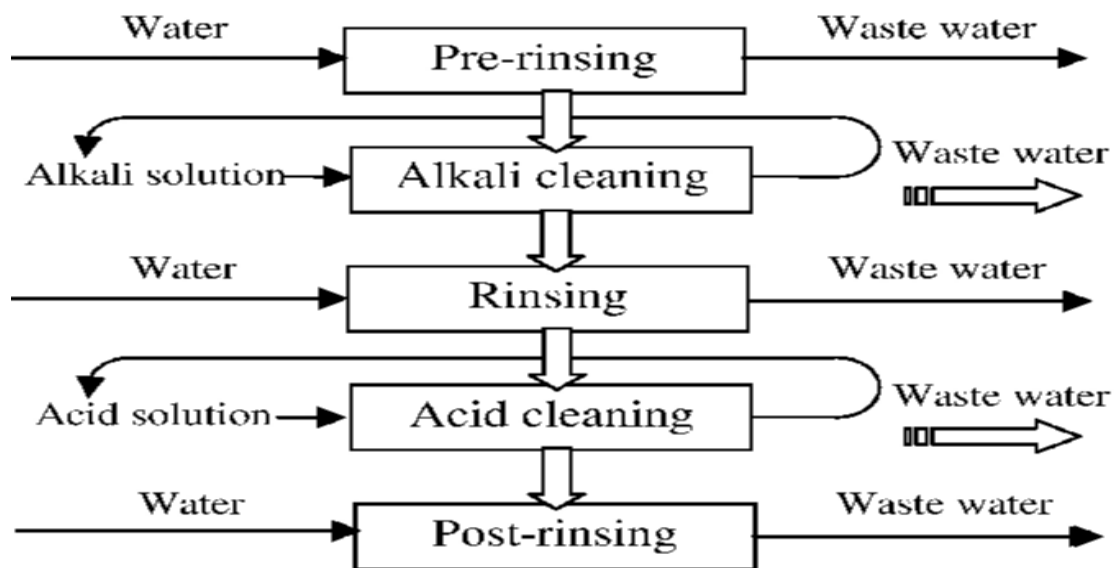 Water
Waste water
Pre-rinsing
Waste water
Alkali solution
Alkali cleaning
Water
Waste water
Rinsing
Waste water
Acid solution
Acid cleaning
Water
Waste water
Post-rinsing